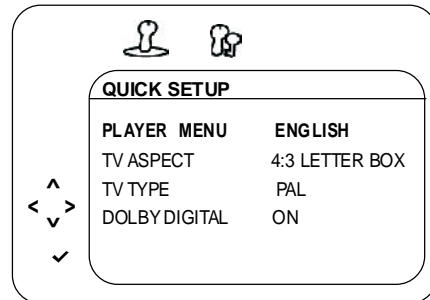 QUICK SETUP
PLAYER MENU ENGLISH
TV ASPECT 4:3 LETTER BOX
TV TYPE PAL
DOLBY DIGITAL ON